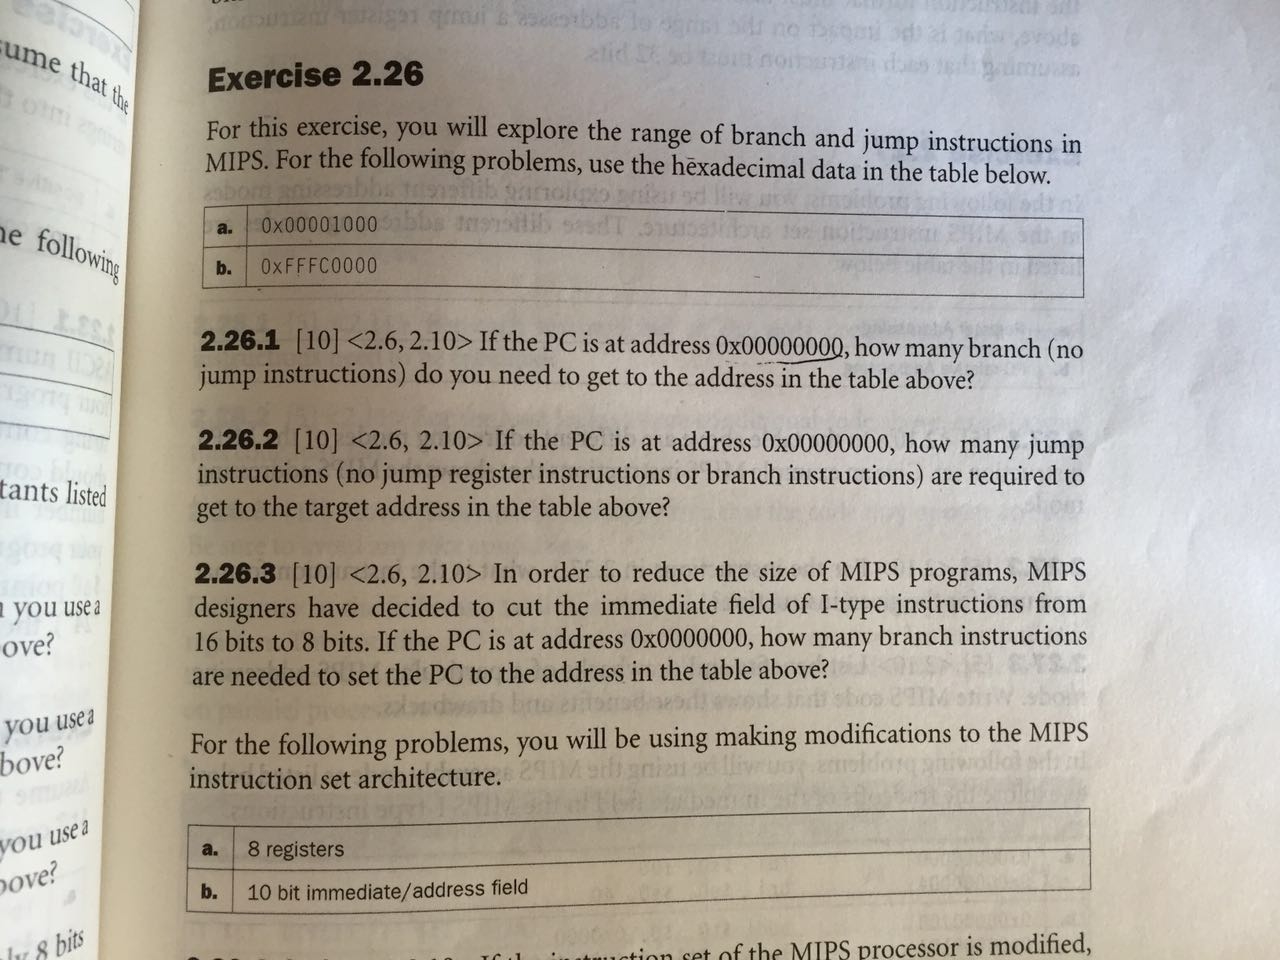 sume that the
ne following
tants listed
you use a
ove?
you use a
bove?
you use a
bove?
8 bits
Exercise 2.26
For this exercise, you will explore the range of branch and jump instructions in
MIPS. For the following problems, use the hexadecimal data in the table below.
a. 0x00001000
b. 0xFFFC0000
2.26.1 [10] <2.6, 2.10> If the PC is at address 0x00000000, how many branch (no
jump instructions) do you need to get to the address in the table above?
2.26.2 [10] <2.6, 2.10> If the PC is at address 0x00000000, how many jump
instructions (no jump register instructions or branch instructions) are required to
get to the target address in the table above?
2.26.3 [10] <2.6, 2.10> In order to reduce the size of MIPS programs, MIPS
designers have decided to cut the immediate field of I-type instructions from
16 bits to 8 bits. If the PC is at address 0x0000000, how many branch instructions
are needed to set the PC to the address in the table above?
For the following problems, you will be using making modifications to the MIPS
instruction set architecture.
a. 8 registers
b. 10 bit immediate/address field
set of the MIPS processor is modified,